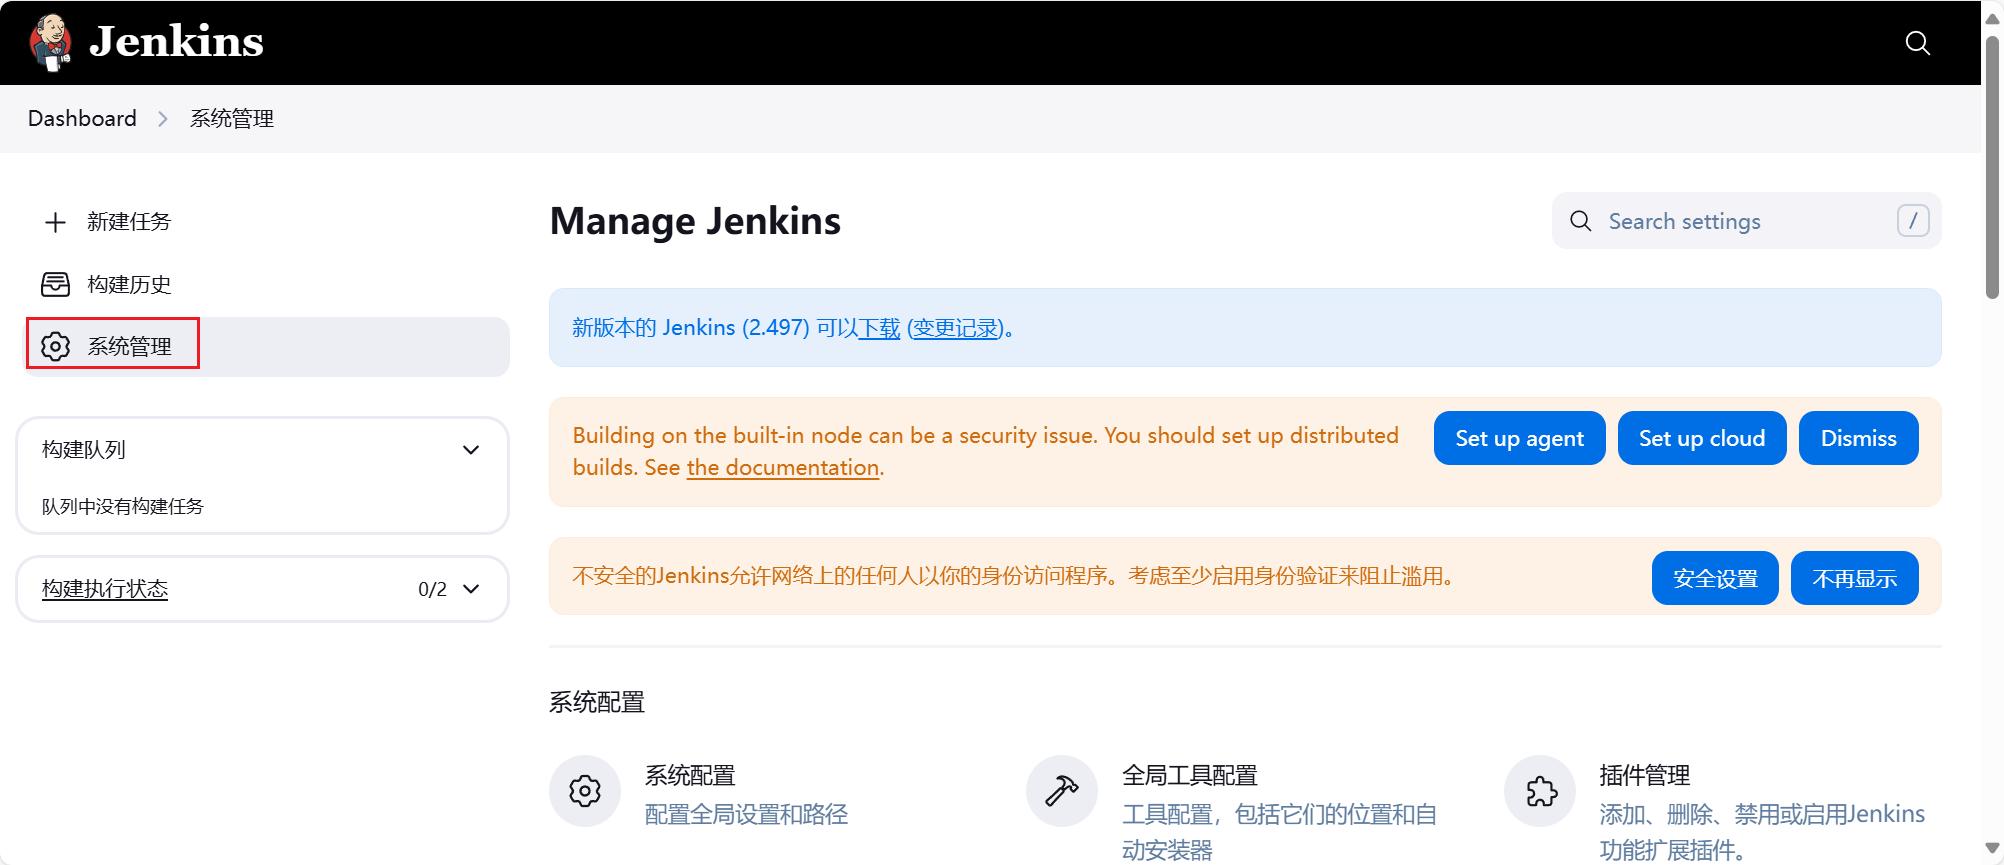 Jenkins
Dashboard
系统管理
新建任务
构建历史
系统管理
构建队列
队列中没有构建任务
构建执行状态
0/2
Manage Jenkins
Search settings
/
新版本的 Jenkins (2.497) 可以下载 (变更记录)。
Building on the built-in node can be a security issue. You should set up distributed
builds. See the documentation.
Set up agent
Set up cloud
Dismiss
不安全的Jenkins允许网络上的任何人以你的身份访问程序。考虑至少启用身份验证来阻止滥用。
安全设置
不再显示
系统配置
系统配置
配置全局设置和路径
全局工具配置
工具配置，包括它们的位置和自
动安装器
插件管理
添加、删除、禁用或启用Jenkins
功能扩展插件。